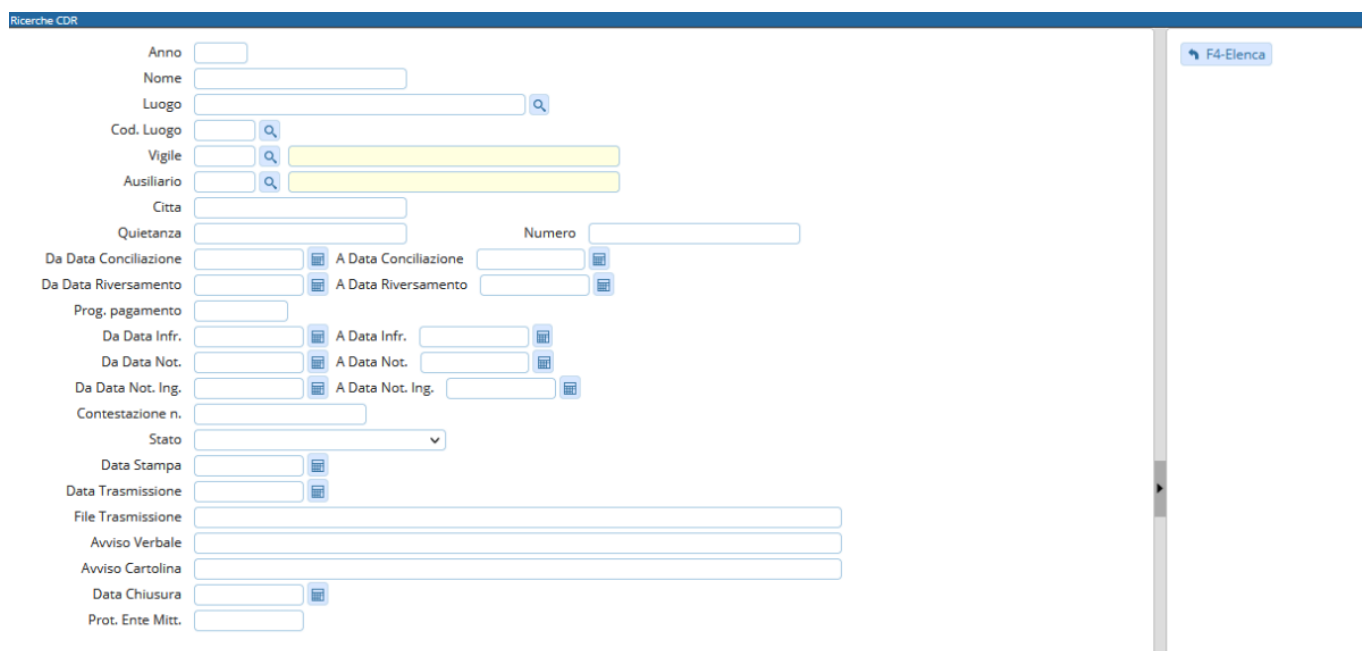 Ricerche CDR
F4-Elenca
Anno
Nome
Luogo
Cod. Luogo
Vigile
Ausiliario
Citta
Quietanza Numero
Da Data Conciliazione A Data Conciliazione
Da Data Riversamento A Data Riversamento
Prog. pagamento
Da Data Infr. A Data Infr.
Da Data Not. A Data Not.
Da Data Not. Ing. A Data Not. Ing.
Contestazione n.
Stato
Data Stampa
Data Trasmissione
File Trasmissione
Avviso Verbale
Avviso Cartolina
Data Chiusura
Prot. Ente Mitt.